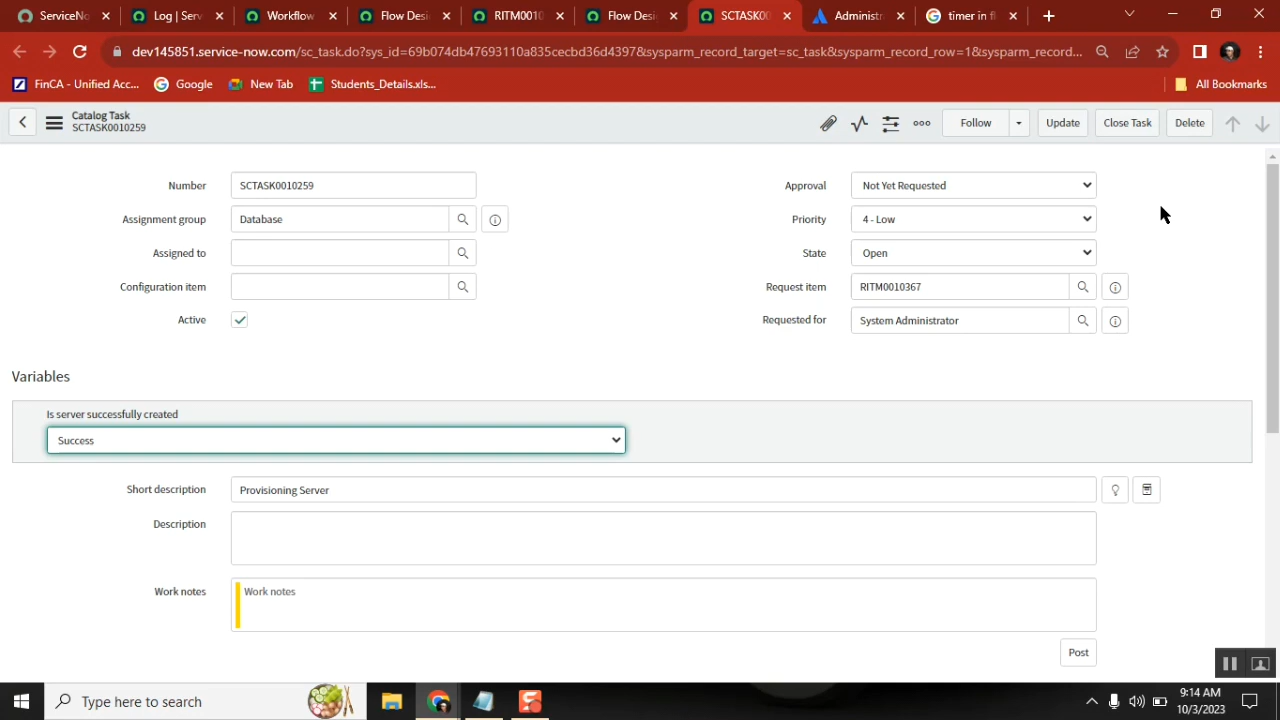 ServiceNo
Log | Serv
Workflow
Flow Desi
RITM0010
Flow Desi
SCTASK00
Administr
timer in fl
dev145851.service-now.com/sc_task.do?sys_id=69b074db47693110a835cecbd36d4397&sysparm_record_target=sc_task&sysparm_record_row=1&sysparm_record...
FinCA - Unified Acc...
Google
New Tab
Students_Details.xls...
All Bookmarks
Catalog Task
SCTASK0010259
Follow
Update
Close Task
Delete
Number
SCTASK0010259
Approval
Not Yet Requested
Assignment group
Database
Priority
4 - Low
Assigned to
State
Open
Configuration item
Request item
RITM0010367
Active
Requested for
System Administrator
Variables
Is server successfully created
Success
Short description
Provisioning Server
Description
Work notes
Work notes
Post
Type here to search
9:14 AM
10/3/2023